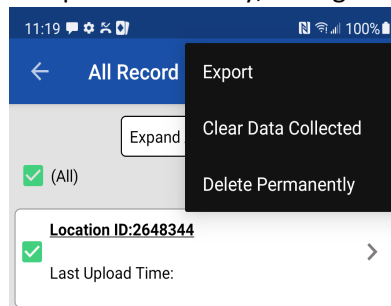 11:19 100%
All Record Export
Expand Clear Data Collected
(All) Delete Permanently
Location ID:2648344
Last Upload Time: